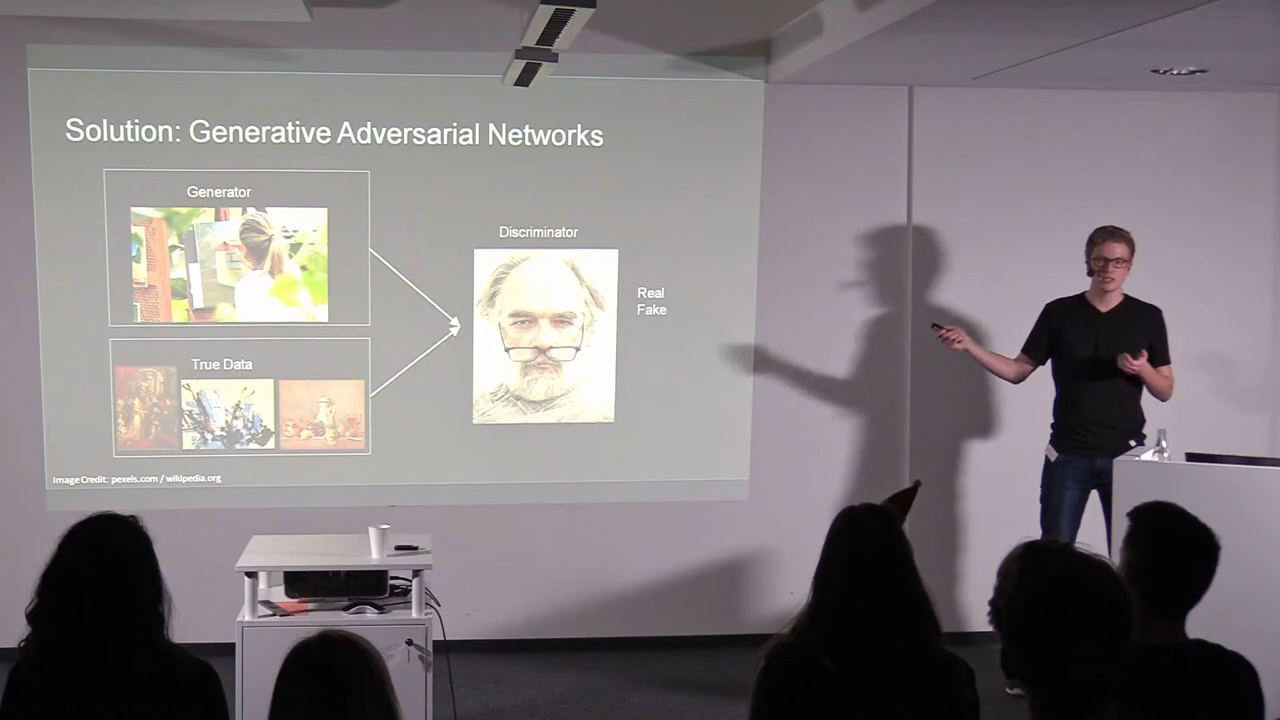 Solution: Generative Adversarial Networks
Generator
Discriminator
Real
Fake
True Data
Image Credit: pexels.com / wikipedia.org